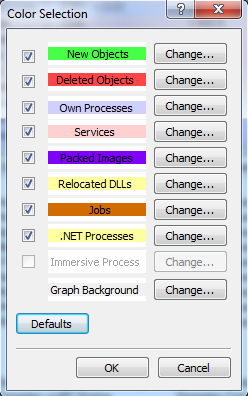 Color Selection
New Objects Change...
Deleted Objects Change...
Own Processes Change...
Services Change...
Packed Images Change...
Relocated DLLs Change...
Jobs Change...
.NET Processes Change...
Immersive Process Change...
Graph Background Change...
Defaults
OK Cancel